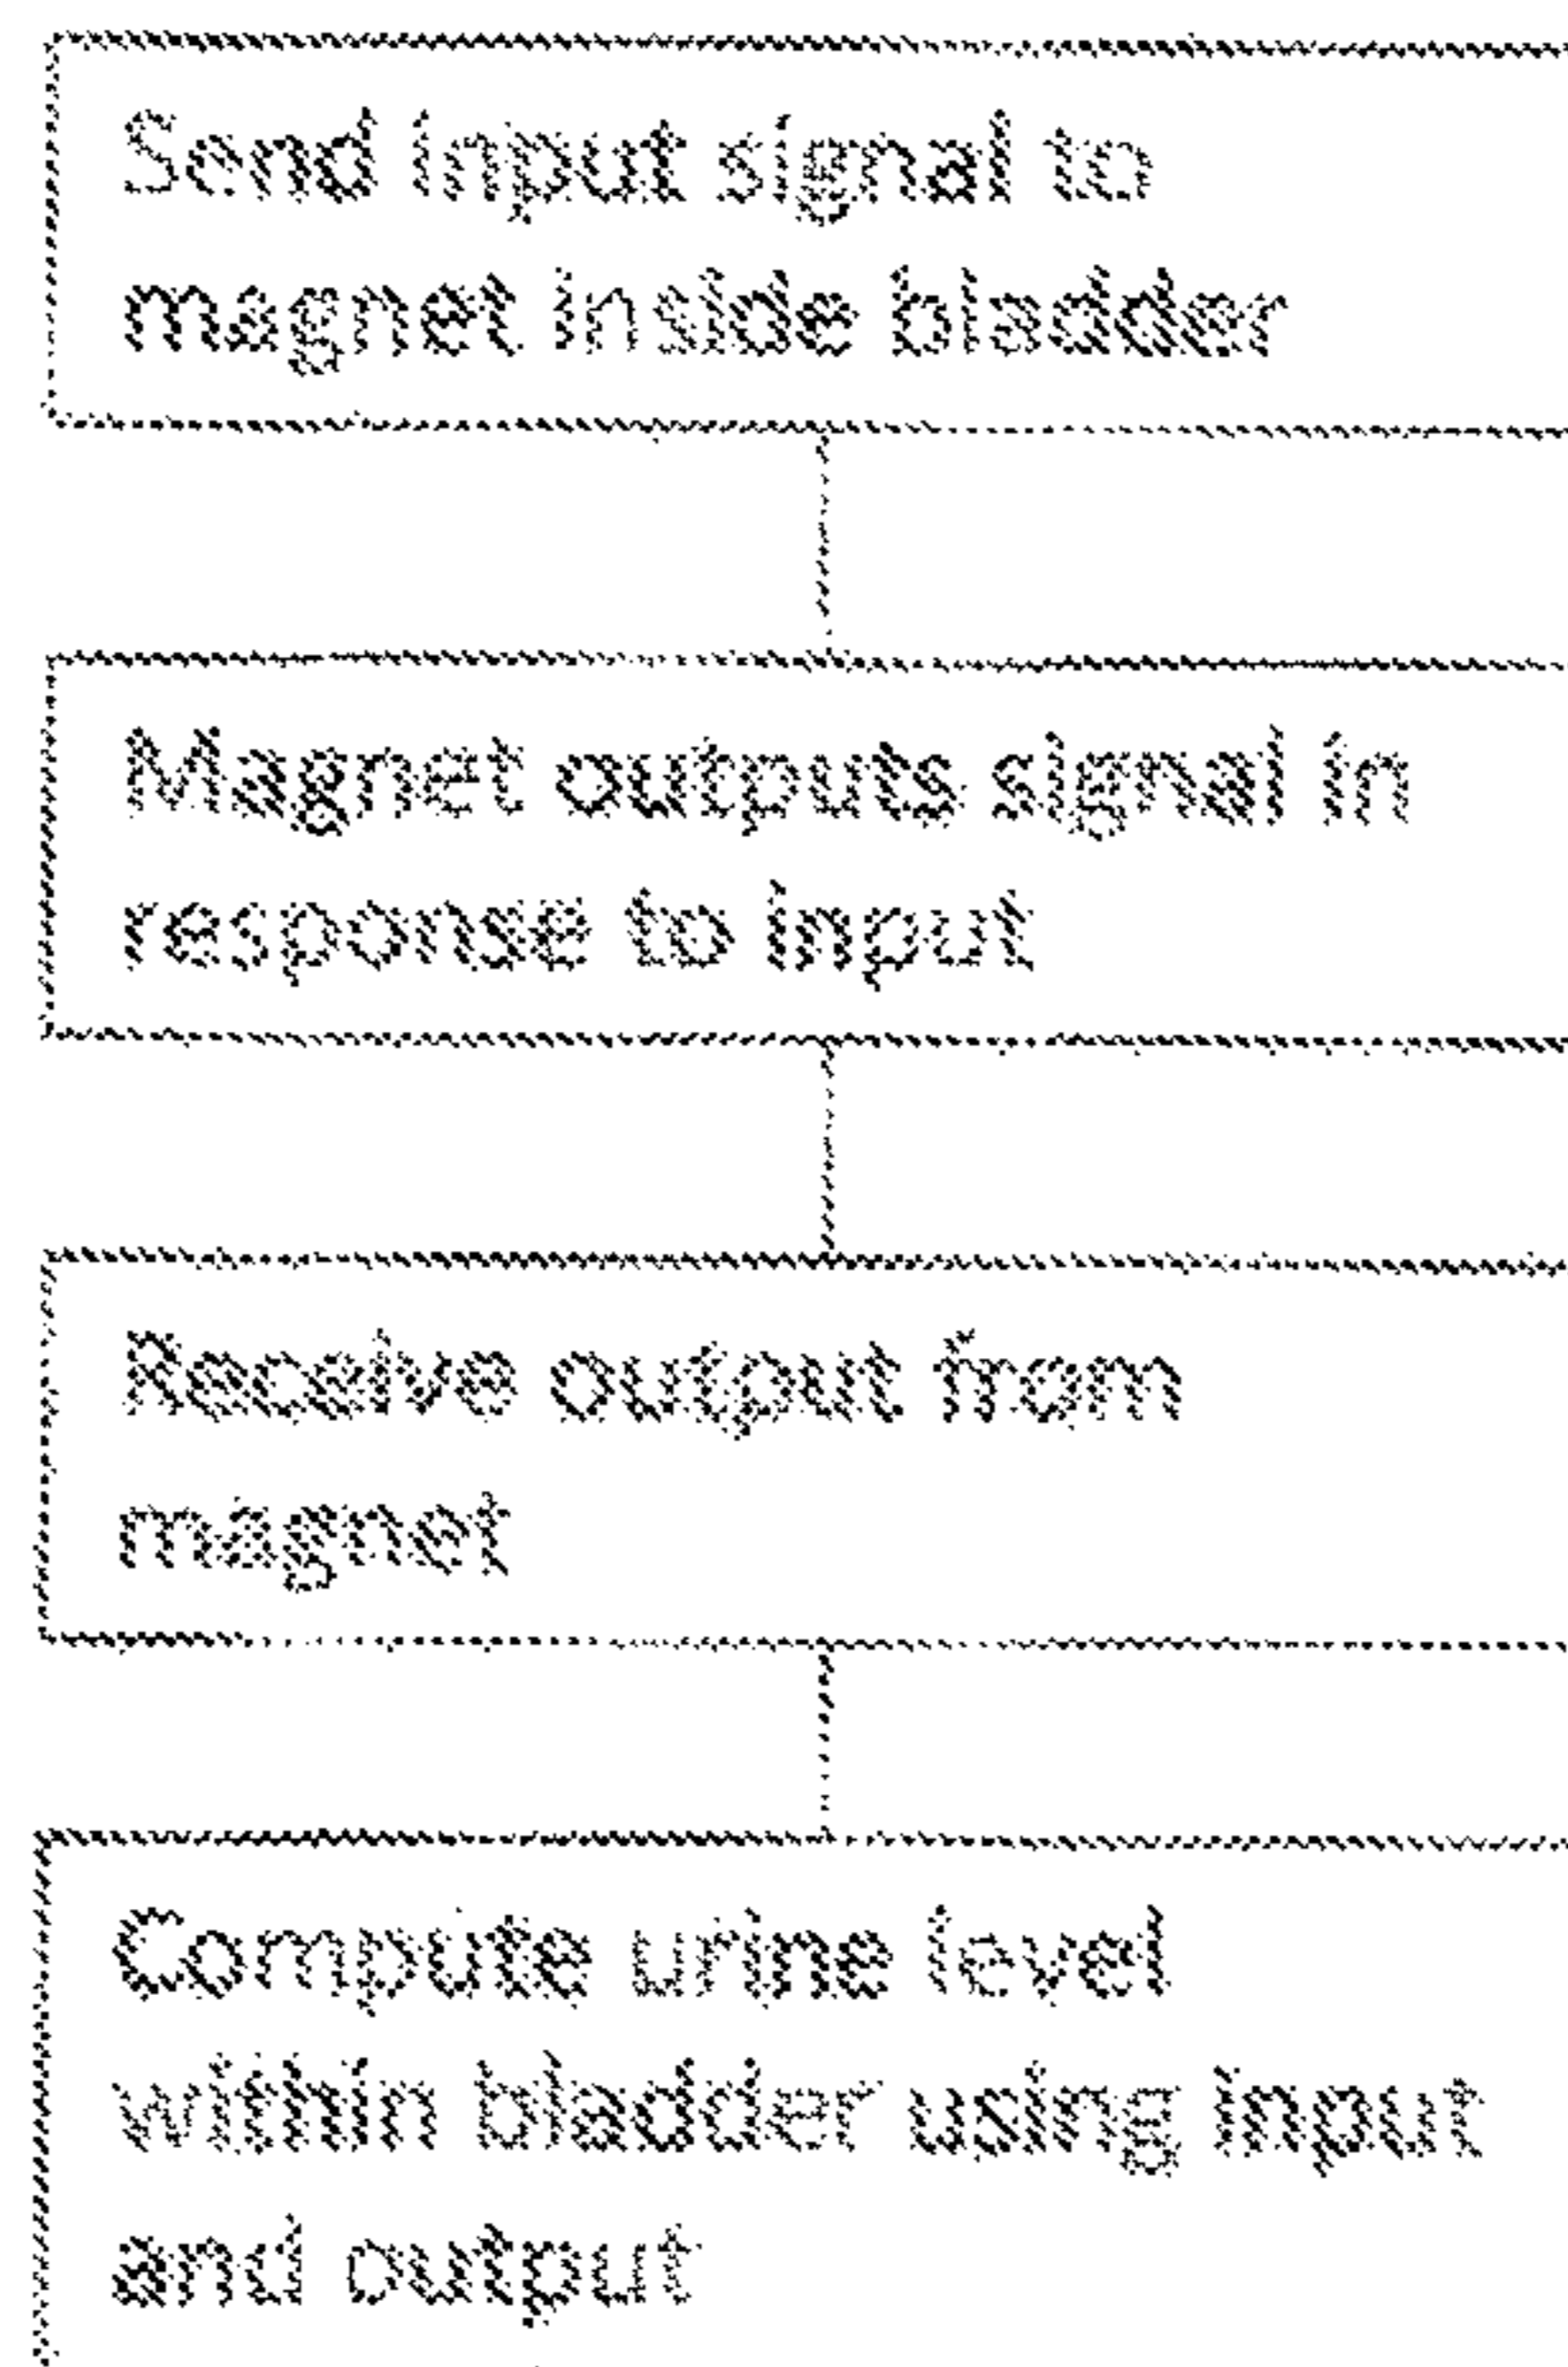 Send input signal to
magnet inside bladder
Magnet outputs signal in
response to input
Receive output from
magnet
Compute urine level
within bladder using input
and output